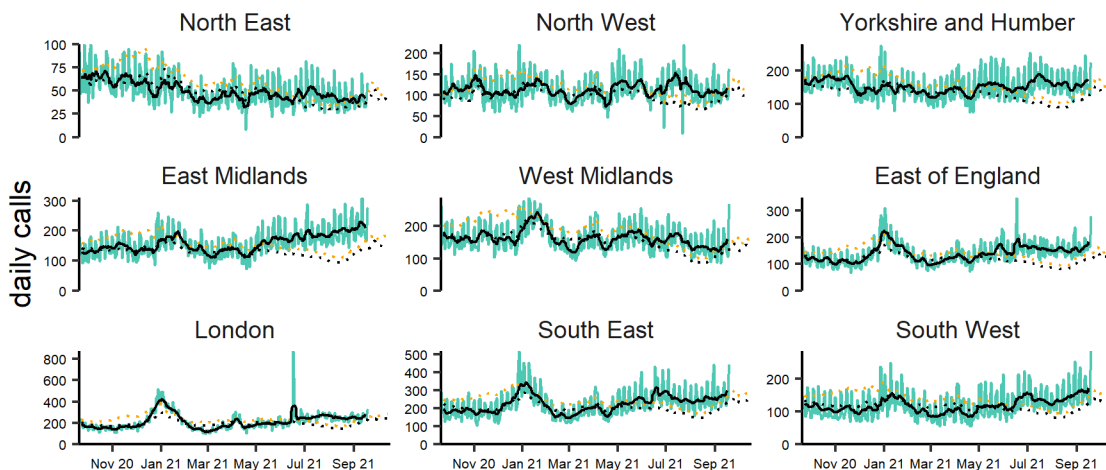 North East
North West
Yorkshire and Humber
100
75
50
25
0
200
150
100
50
0
200
100
0
East Midlands
West Midlands
East of England
300
200
100
0
200
100
0
300
200
100
0
daily calls
London
South East
South West
800
600
400
200
0
500
400
300
200
100
0
200
100
0
Nov 20 Jan 21 Mar 21 May 21 Jul 21 Sep 21
Nov 20 Jan 21 Mar 21 May 21 Jul 21 Sep 21
Nov 20 Jan 21 Mar 21 May 21 Jul 21 Sep 21